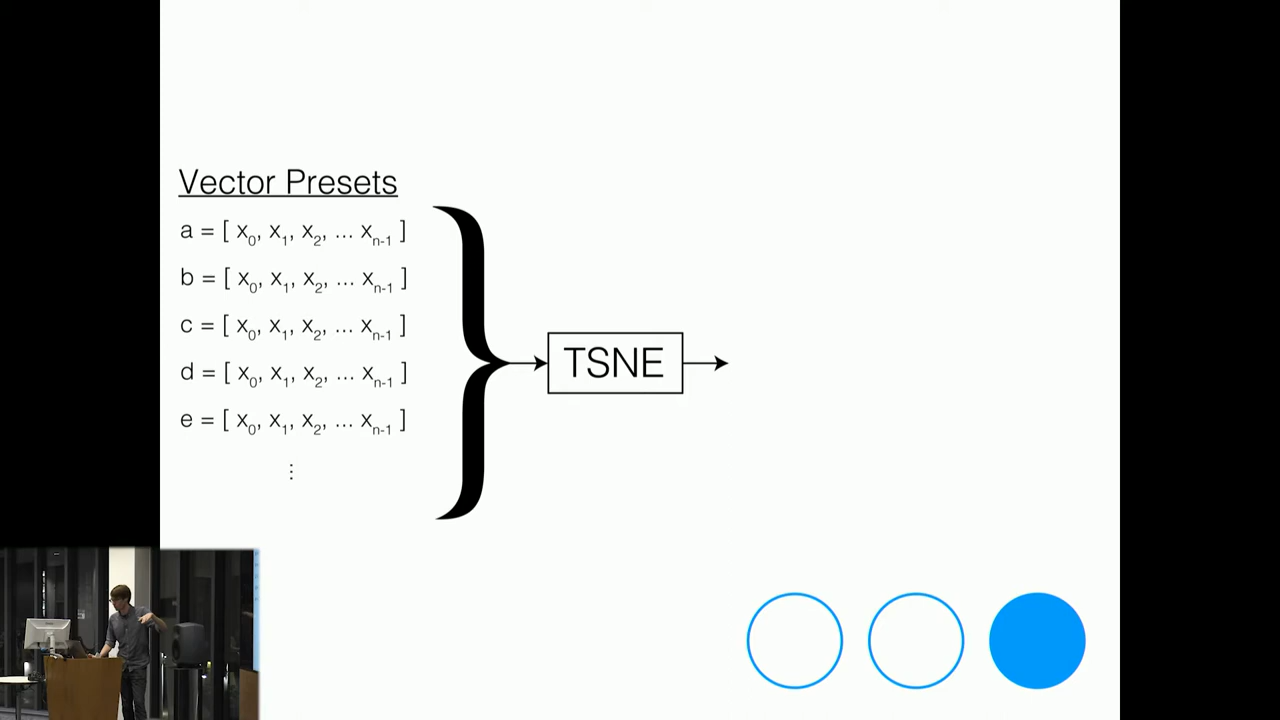 Vector Presets
a = [ x₀, x₁, x₂, ... xₙ₋₁ ]
b = [ x₀, x₁, x₂, ... xₙ₋₁ ]
c = [ x₀, x₁, x₂, ... xₙ₋₁ ]
d = [ x₀, x₁, x₂, ... xₙ₋₁ ]
e = [ x₀, x₁, x₂, ... xₙ₋₁ ]
⋮
TSNE